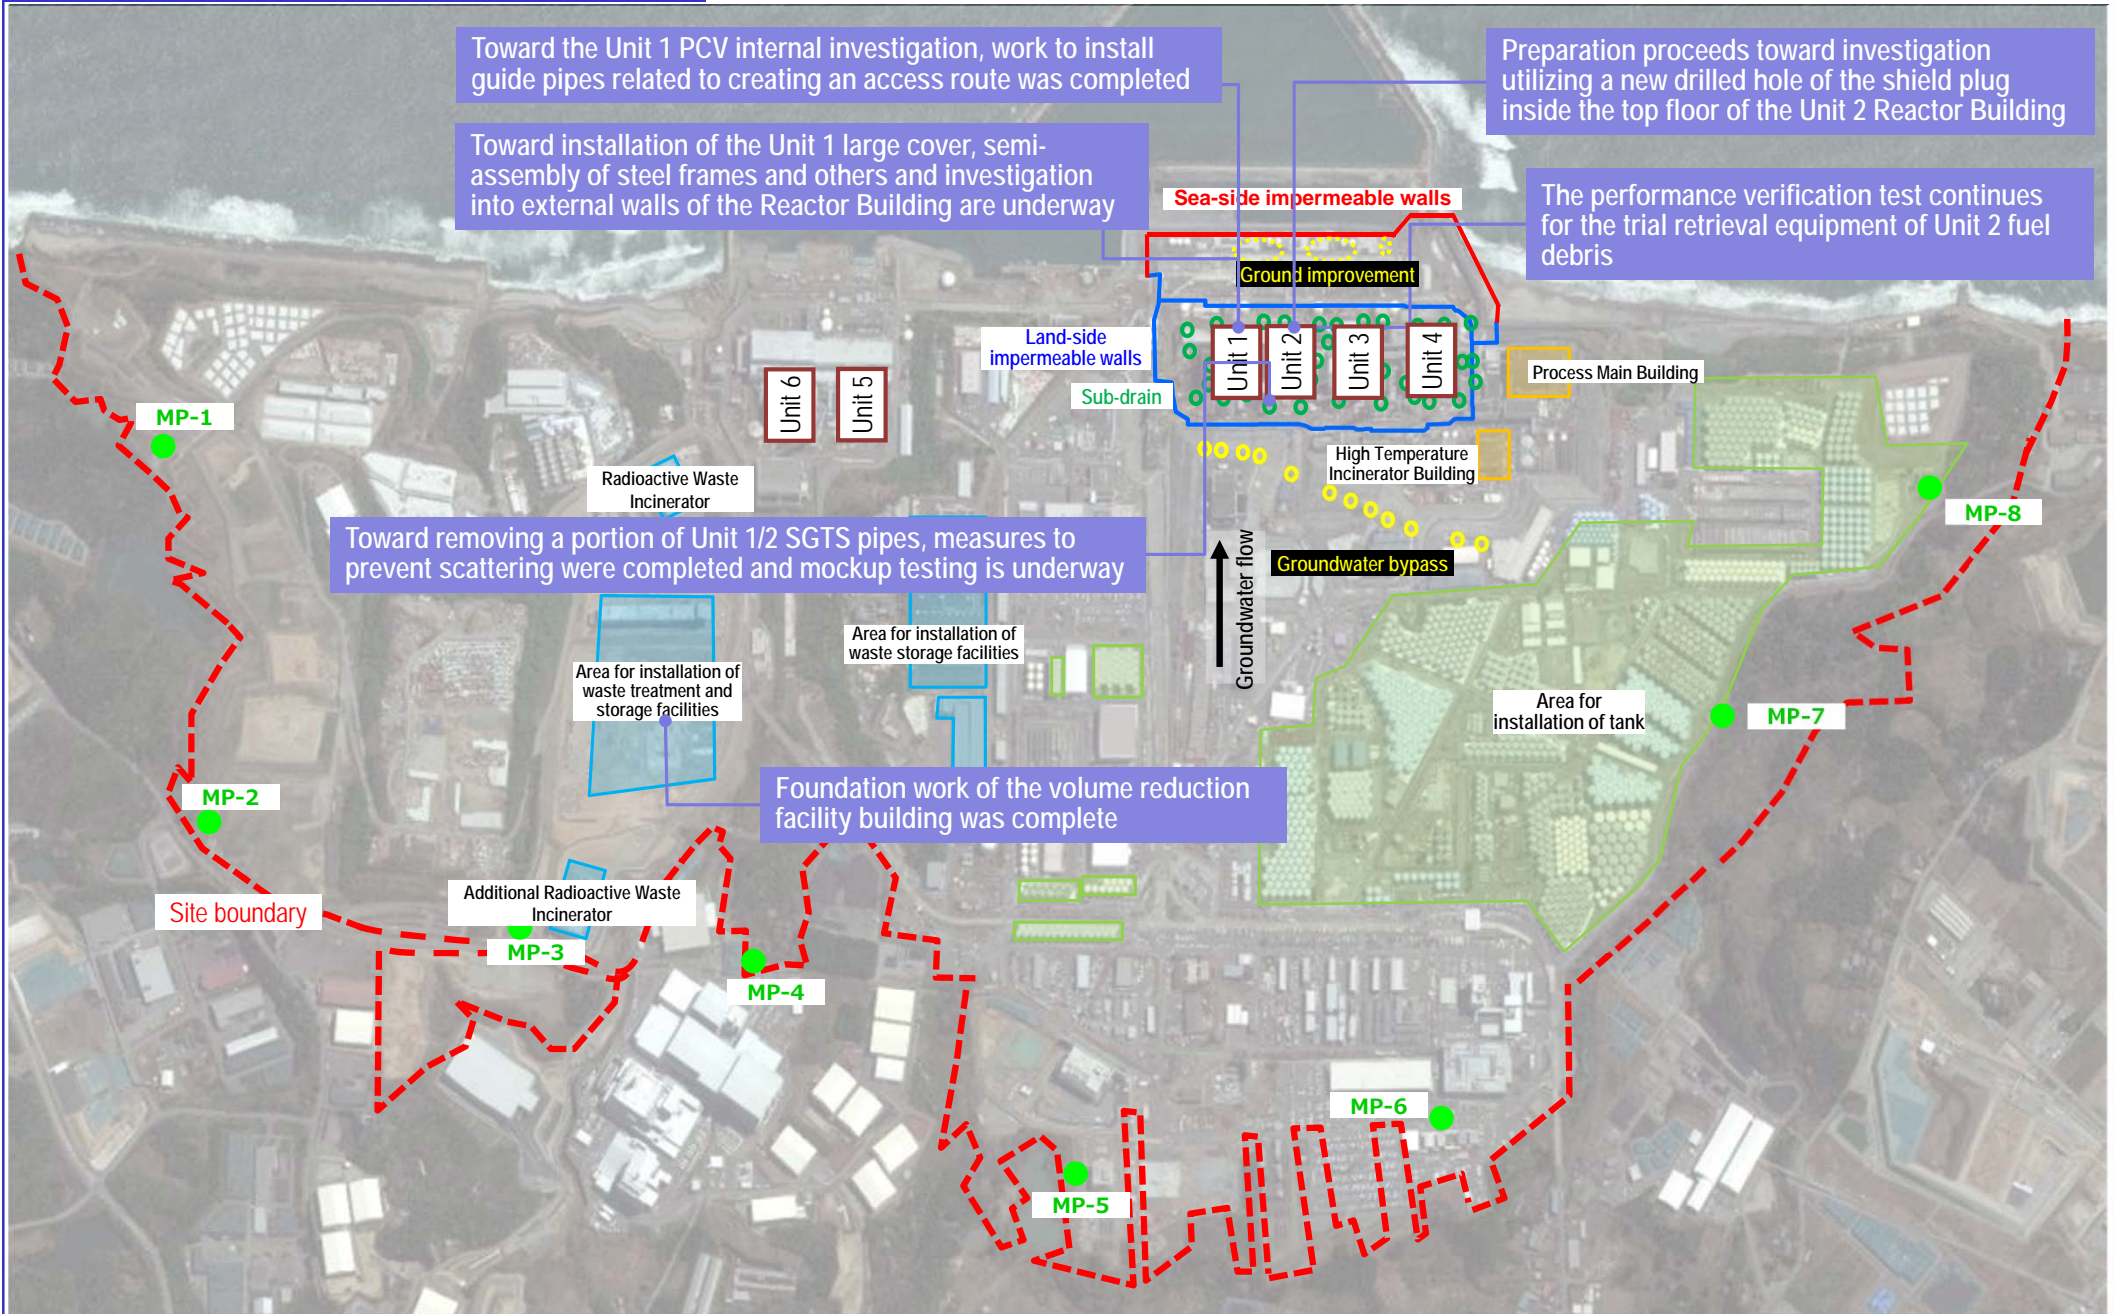 Toward the Unit 1 PCV internal investigation, work to install
guide pipes related to creating an access route was completed
Preparation proceeds toward investigation
utilizing a new drilled hole of the shield plug
inside the top floor of the Unit 2 Reactor Building
Toward installation of the Unit 1 large cover, semi-
assembly of steel frames and others and investigation
into external walls of the Reactor Building are underway
The performance verification test continues
for the trial retrieval equipment of Unit 2 fuel
debris
Sea-side impermeable walls
Ground improvement
Land-side
impermeable walls
Sub-drain
Unit 1
Unit 2
Unit 3
Unit 4
Process Main Building
Unit 6
Unit 5
MP-1
High Temperature
Incinerator Building
Radioactive Waste
Incinerator
MP-8
Toward removing a portion of Unit 1/2 SGTS pipes, measures to
prevent scattering were completed and mockup testing is underway
Groundwater bypass
Groundwater flow
Area for installation of
waste storage facilities
Area for installation of
waste treatment and
storage facilities
Area for
installation of tank
MP-7
MP-2
Foundation work of the volume reduction
facility building was complete
Site boundary
Additional Radioactive Waste
Incinerator
MP-3
MP-4
MP-6
MP-5